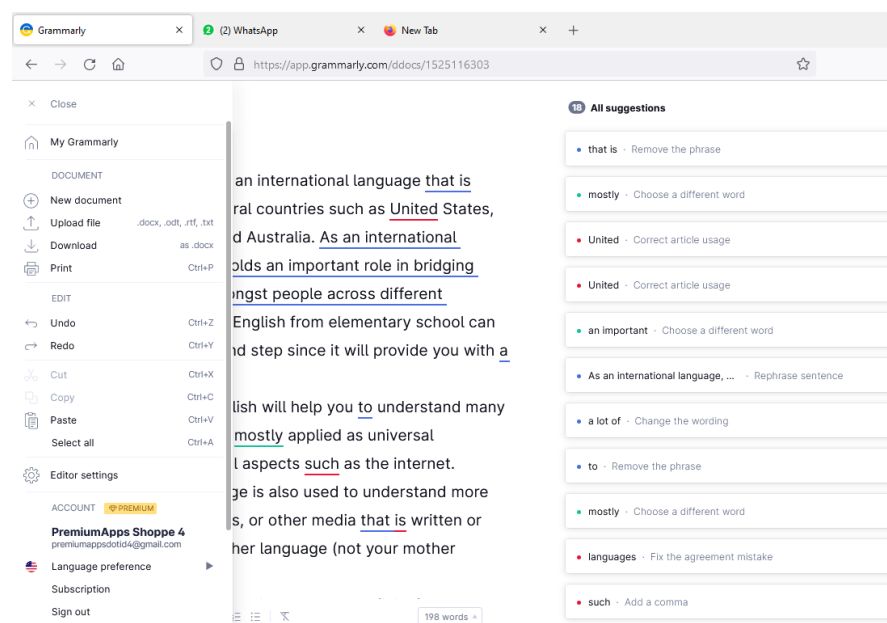 Grammarly
2 (2) WhatsApp
New Tab
https://app.grammarly.com/ddocs/1525116303
Close
My Grammarly
DOCUMENT
New document
Upload file .docx, .odt, .rtf, .txt
Download as .docx
Print Ctrl+P
EDIT
Undo Ctrl+Z
Redo Ctrl+Y
Cut Ctrl+X
Copy Ctrl+C
Paste Ctrl+V
Select all Ctrl+A
Editor settings
ACCOUNT PREMIUM
PremiumApps Shoppe 4
premiumappsdotid4@gmail.com
Language preference
Subscription
Sign out
an international language that is
ral countries such as United States,
d Australia. As an international
olds an important role in bridging
ongst people across different
English from elementary school can
nd step since it will provide you with a
lish will help you to understand many
mostly applied as universal
l aspects such as the internet.
ge is also used to understand more
s, or other media that is written or
her language (not your mother
198 words
18 All suggestions
that is · Remove the phrase
mostly · Choose a different word
United · Correct article usage
United · Correct article usage
an important · Choose a different word
As an international language, ... · Rephrase sentence
a lot of · Change the wording
to · Remove the phrase
mostly · Choose a different word
languages · Fix the agreement mistake
such · Add a comma